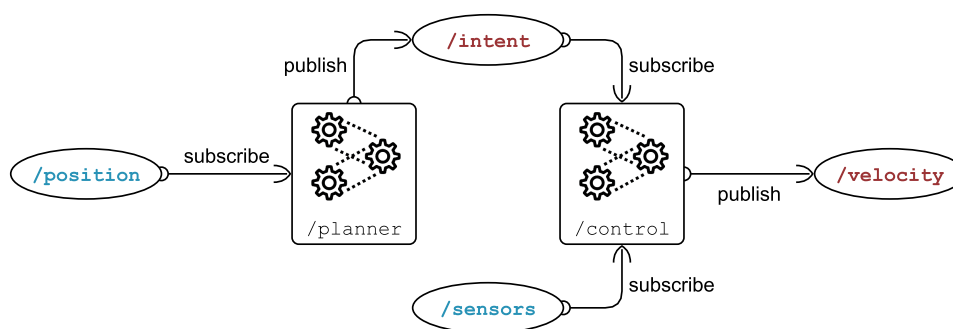 /intent
publish
subscribe
/position
subscribe
/planner
/control
publish
/velocity
/sensors
subscribe